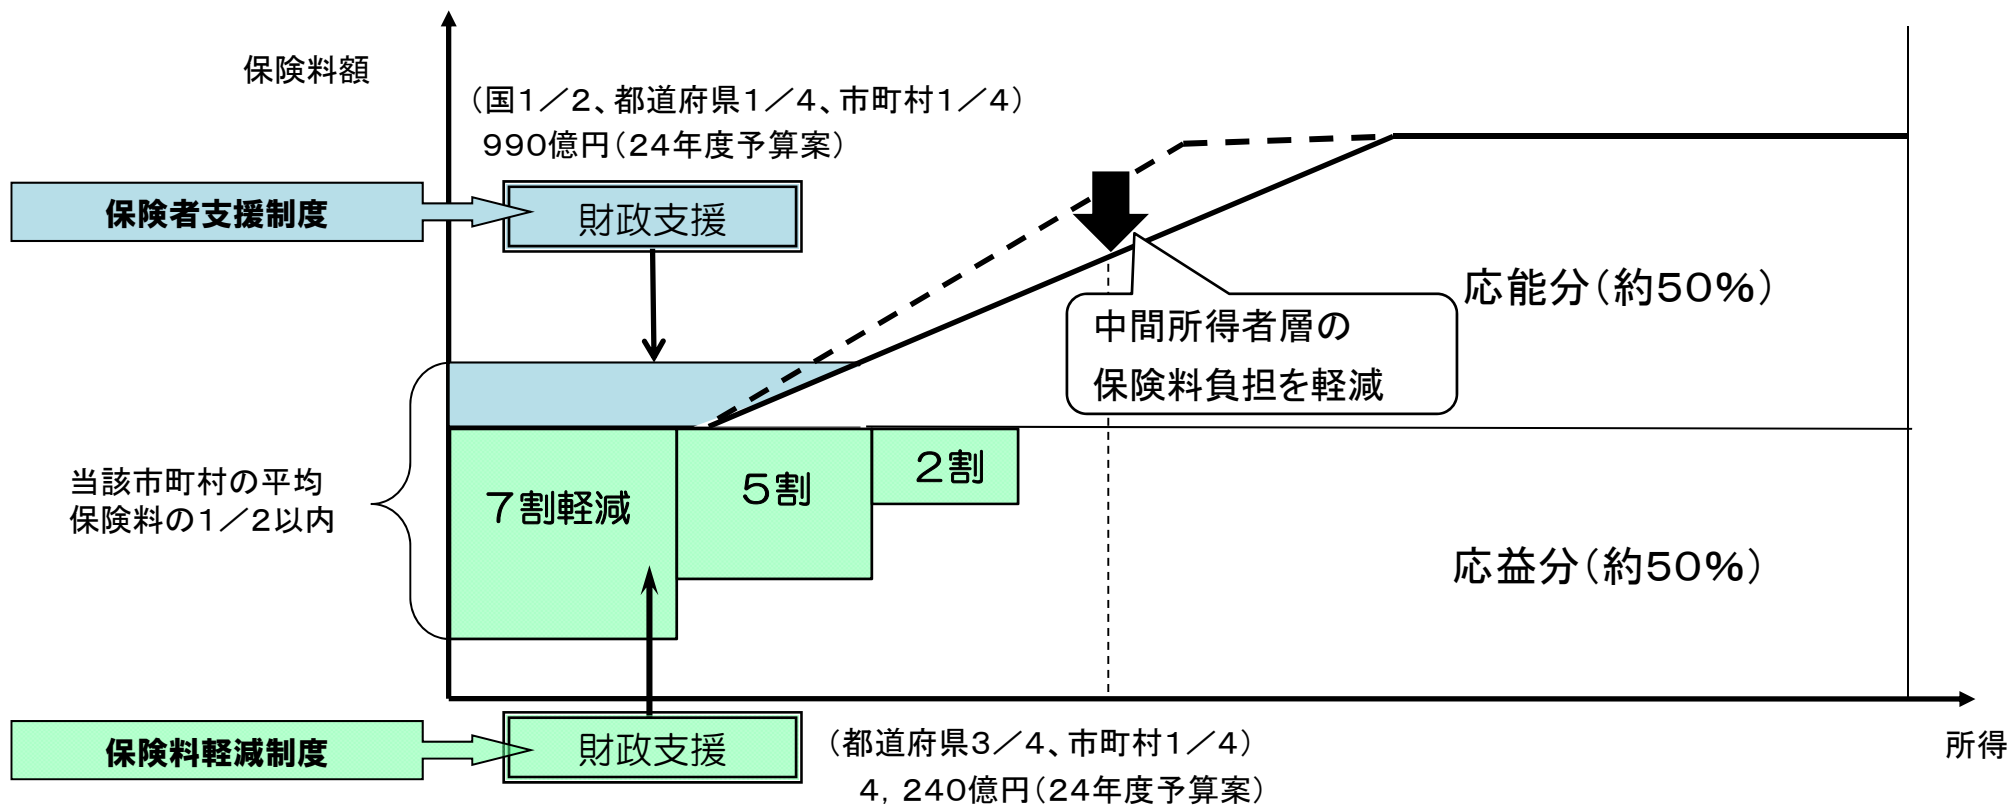 保険料額
（国1／2、都道府県1／4、市町村1／4）
990億円（24年度予算案）
保険者支援制度
財政支援
応能分（約50%）
中間所得者層の
保険料負担を軽減
7割軽減
5割
2割
当該市町村の平均
保険料の1／2以内
応益分（約50%）
保険料軽減制度
財政支援
（都道府県3／4、市町村1／4）
4，240億円（24年度予算案）
所得